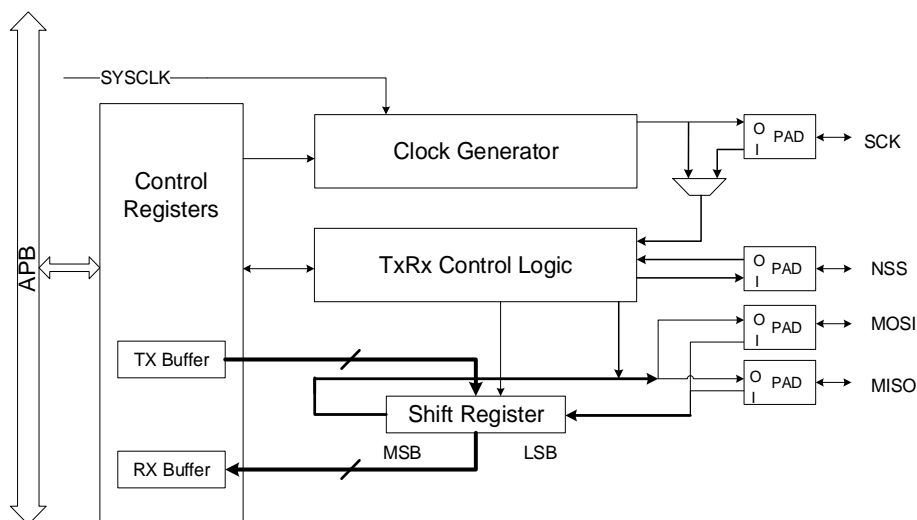 SYSCLK
Clock Generator
O
I
PAD
SCK
Control
Registers
APB
TxRx Control Logic
O
I
PAD
NSS
O
I
PAD
MOSI
TX Buffer
O
I
PAD
MISO
Shift Register
MSB
LSB
RX Buffer